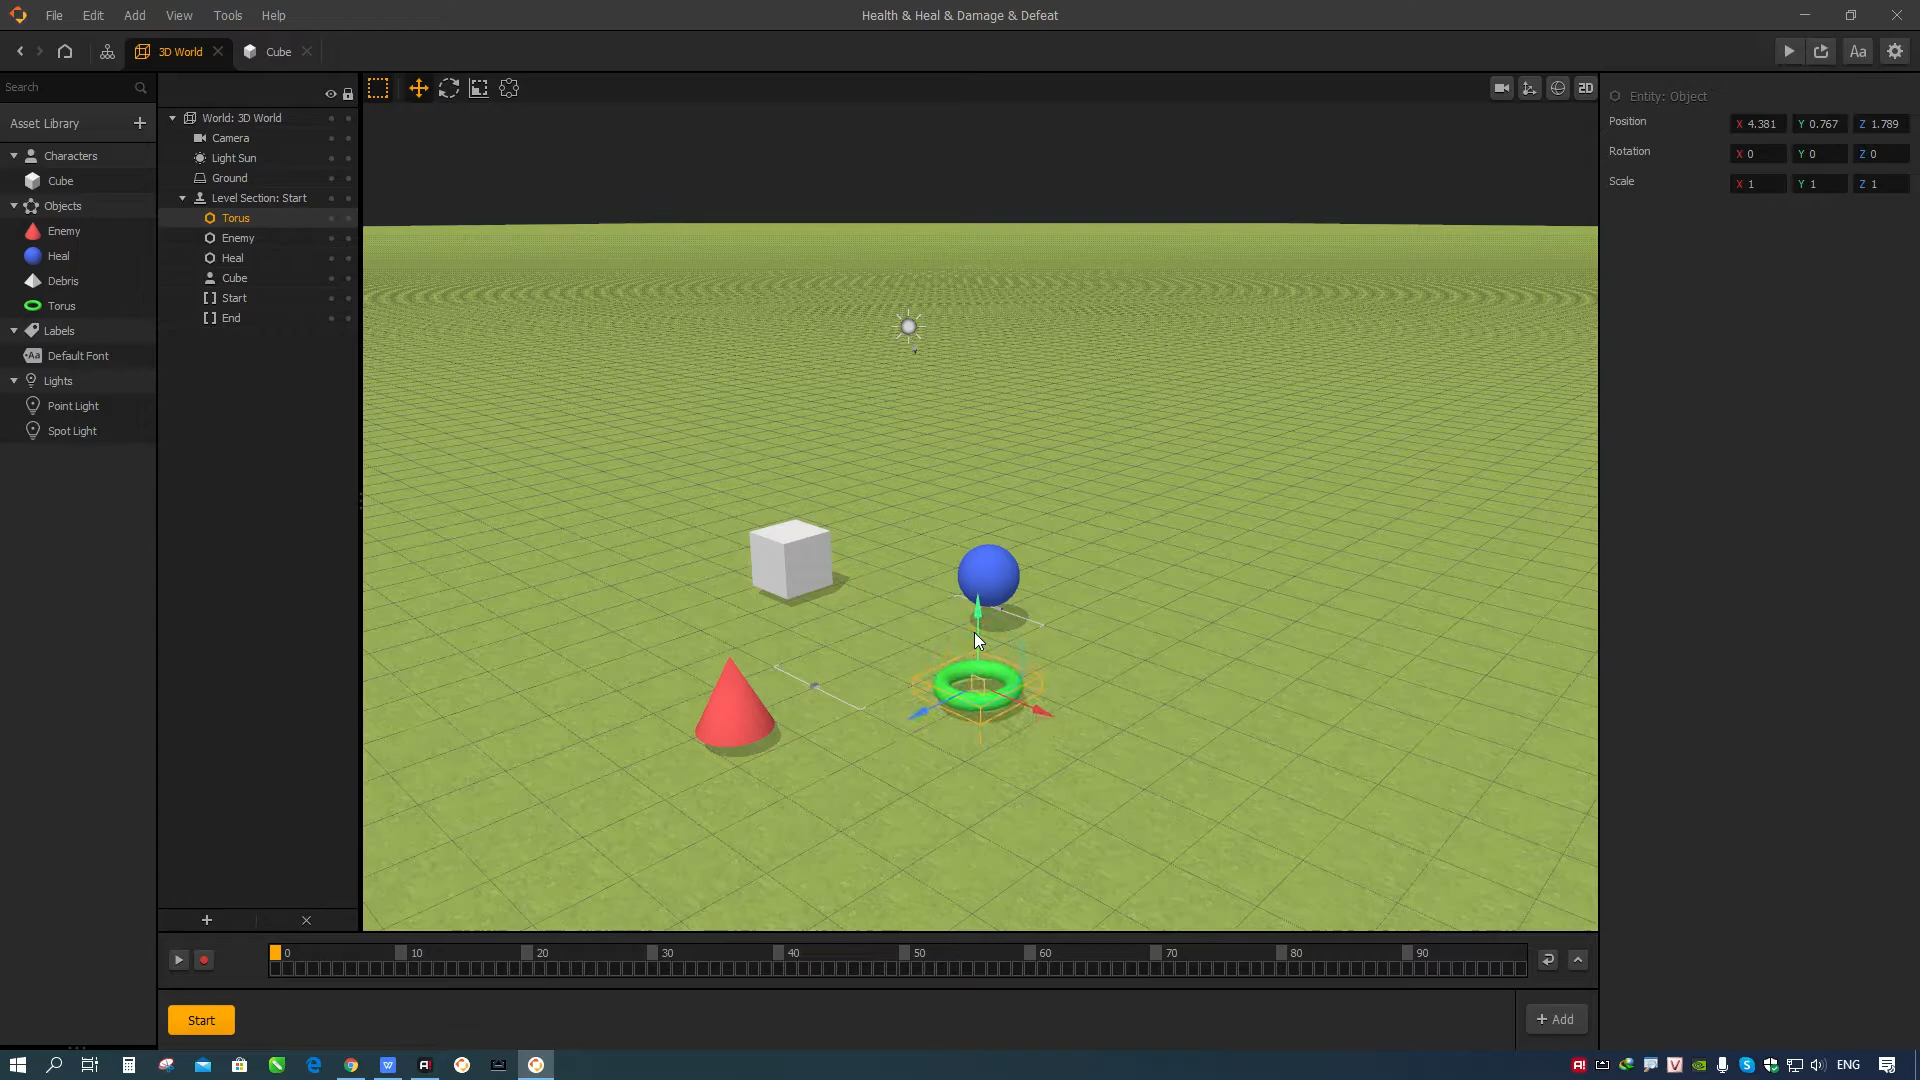 File Edit Add View Tools Help
Health & Heal & Damage & Defeat
3D World
Cube
Aa
Search
Asset Library
Characters
Cube
Objects
Enemy
Heal
Debris
Torus
Labels
Aa Default Font
Lights
Point Light
Spot Light
World: 3D World
Camera
Light Sun
Ground
Level Section: Start
Torus
Enemy
Heal
Cube
Start
End
2D
Entity: Object
Position X 4.381 Y 0.767 Z 1.789
Rotation X 0 Y 0 Z 0
Scale X 1 Y 1 Z 1
0 10 20 30 40 50 60 70 80 90
Start
+ Add
ENG